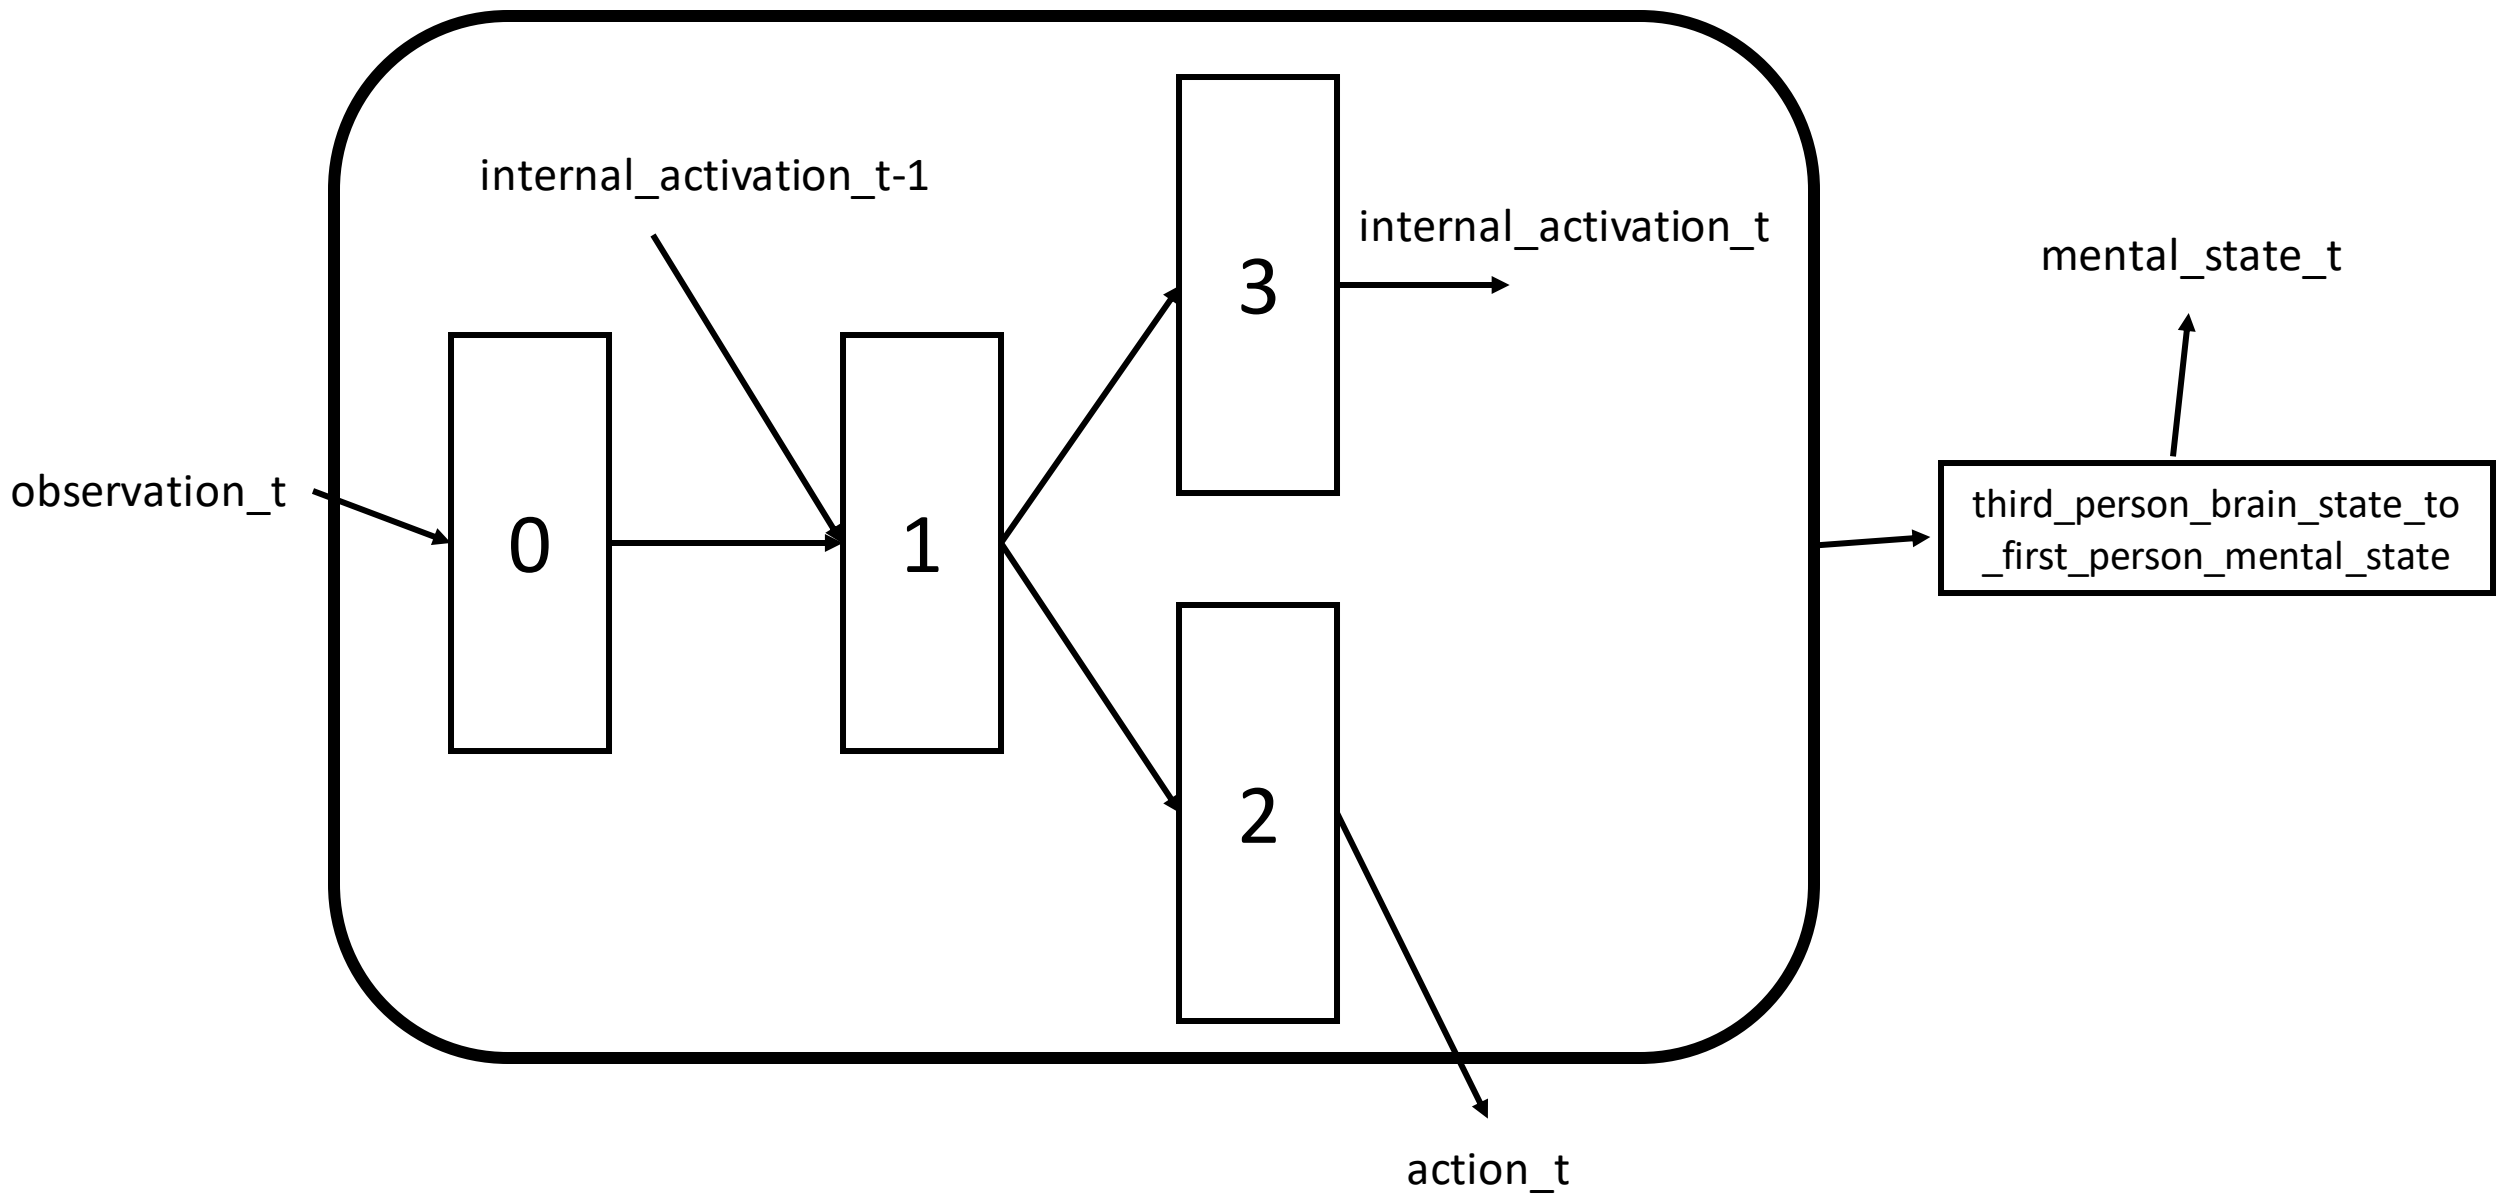 internal_activation_t-1
3
internal_activation_t
mental_state_t
observation_t
0
1
third_person_brain_state_to
_first_person_mental_state
2
action_t